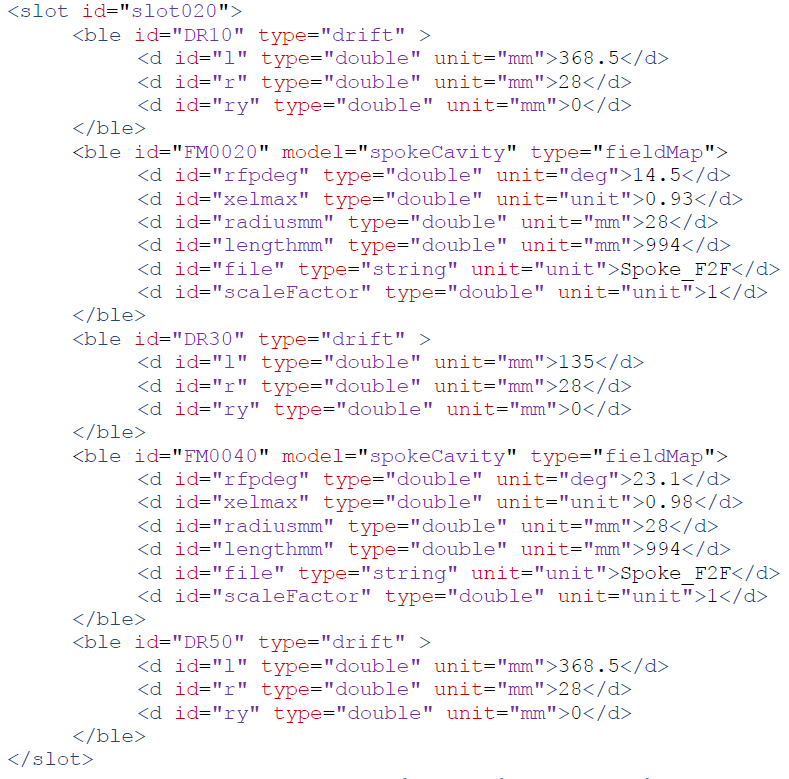 <slot id="slot020">
<ble id="DR10" type="drift" >
<d id="l" type="double" unit="mm">368.5</d>
<d id="r" type="double" unit="mm">28</d>
<d id="ry" type="double" unit="mm">0</d>
</ble>
<ble id="FM0020" model="spokeCavity" type="fieldMap">
<d id="rfpdeg" type="double" unit="deg">14.5</d>
<d id="xelmax" type="double" unit="unit">0.93</d>
<d id="radiusmm" type="double" unit="mm">28</d>
<d id="lengthmm" type="double" unit="mm">994</d>
<d id="file" type="string" unit="unit">Spoke_F2F</d>
<d id="scaleFactor" type="double" unit="unit">1</d>
</ble>
<ble id="DR30" type="drift" >
<d id="l" type="double" unit="mm">135</d>
<d id="r" type="double" unit="mm">28</d>
<d id="ry" type="double" unit="mm">0</d>
</ble>
<ble id="FM0040" model="spokeCavity" type="fieldMap">
<d id="rfpdeg" type="double" unit="deg">23.1</d>
<d id="xelmax" type="double" unit="unit">0.98</d>
<d id="radiusmm" type="double" unit="mm">28</d>
<d id="lengthmm" type="double" unit="mm">994</d>
<d id="file" type="string" unit="unit">Spoke_F2F</d>
<d id="scaleFactor" type="double" unit="unit">1</d>
</ble>
<ble id="DR50" type="drift" >
<d id="l" type="double" unit="mm">368.5</d>
<d id="r" type="double" unit="mm">28</d>
<d id="ry" type="double" unit="mm">0</d>
</ble>
</slot>